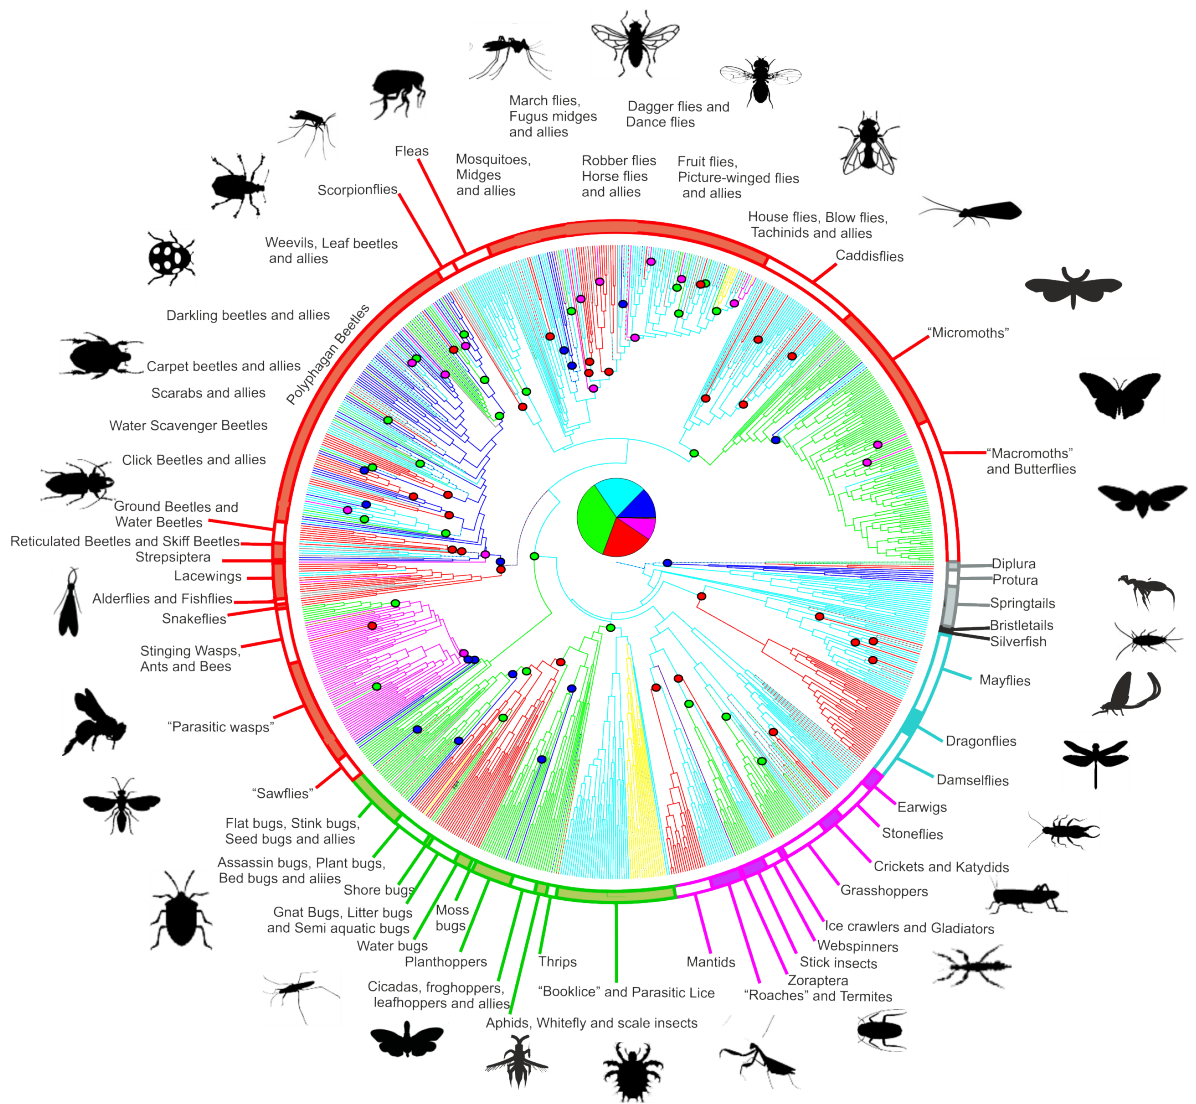 March flies,
Fugus midges
and allies
Dagger flies and
Dance flies
Fleas
Mosquitoes,
Midges
and allies
Robber flies
Horse flies
and allies
Fruit flies,
Picture-winged flies
and allies
Scorpionflies
House flies, Blow flies,
Tachinids and allies
Weevils, Leaf beetles
and allies
Caddisflies
Darkling beetles and allies
Polyphagan Beetles
"Micromoths"
Carpet beetles and allies
Scarabs and allies
Water Scavenger Beetles
Click Beetles and allies
"Macromoths"
and Butterflies
Ground Beetles and
Water Beetles
Reticulated Beetles and Skiff Beetles
Strepsiptera
Lacewings
Alderflies and Fishflies
Snakeflies
Stinging Wasps,
Ants and Bees
"Parasitic wasps"
"Sawflies"
Diplura
Protura
Springtails
Bristletails
Silverfish
Mayflies
Dragonflies
Damselflies
Earwigs
Stoneflies
Crickets and Katydids
Grasshoppers
Ice crawlers and Gladiators
Webspinners
Stick insects
Zoraptera
"Roaches" and Termites
Mantids
Flat bugs, Stink bugs,
Seed bugs and allies
Assassin bugs, Plant bugs,
Bed bugs and aliies
Shore bugs
Gnat Bugs, Litter bugs
and Semi aquatic bugs
Moss
bugs
Water bugs
Planthoppers
Cicadas, froghoppers,
leafhoppers and allies
Thrips
"Booklice" and Parasitic Lice
Aphids, Whitefly and scale insects